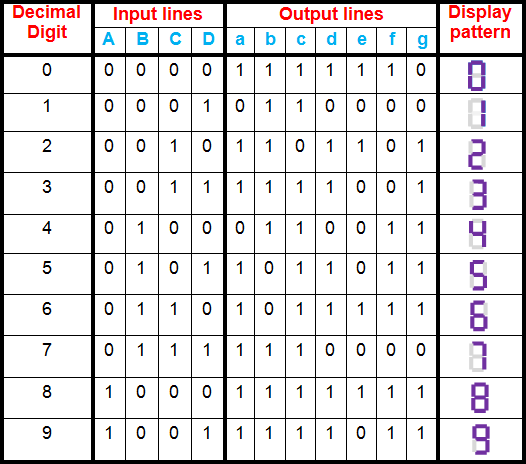 Decimal Digit Input lines Output lines Display pattern
A B C D a b c d e f g
0 0 0 0 0 1 1 1 1 1 1 0 0
1 0 0 0 1 0 1 1 0 0 0 0 1
2 0 0 1 0 1 1 0 1 1 0 1 2
3 0 0 1 1 1 1 1 1 0 0 1 3
4 0 1 0 0 0 1 1 0 0 1 1 4
5 0 1 0 1 1 0 1 1 0 1 1 5
6 0 1 1 0 1 0 1 1 1 1 1 6
7 0 1 1 1 1 1 1 0 0 0 0 7
8 1 0 0 0 1 1 1 1 1 1 1 8
9 1 0 0 1 1 1 1 1 0 1 1 9